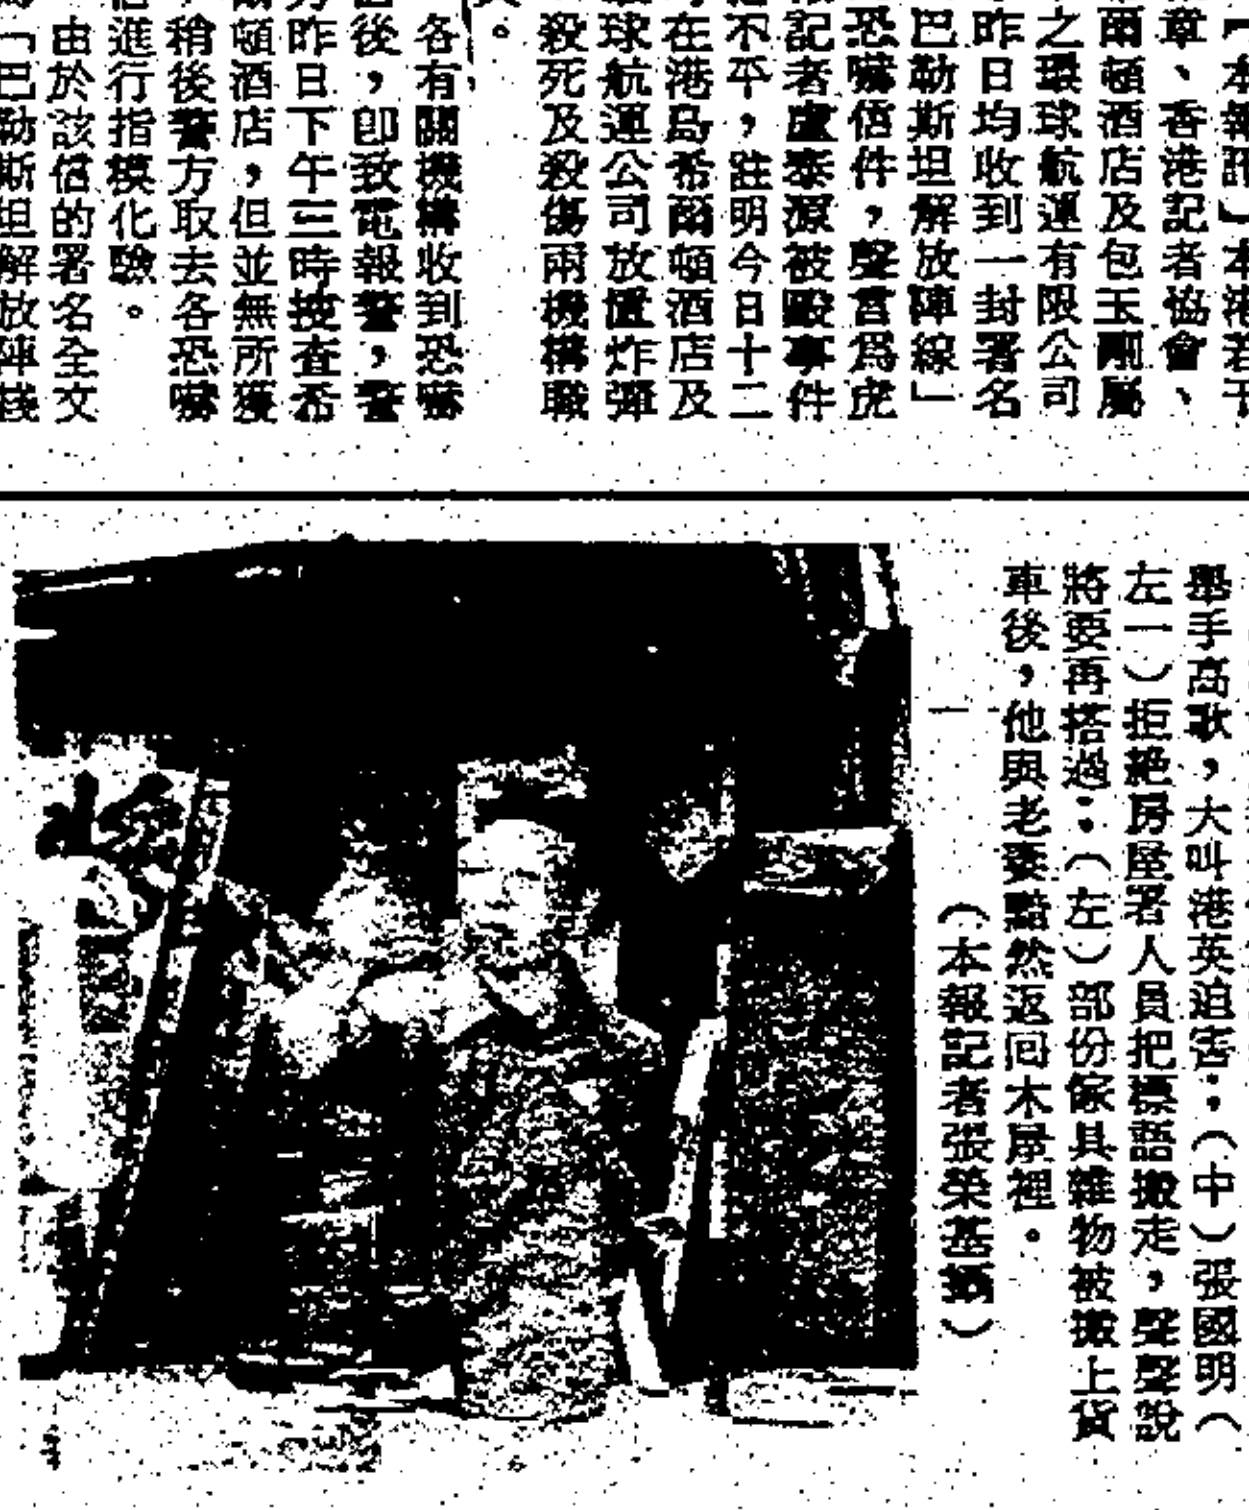 【本報訊】本港若干
章、香港記者協會、
爾頓酒店及包玉剛屬
之環球航運有限公司
昨日均收到一封署名
巴勒斯坦解放陣線」
恐嚇信件，聲言爲虎
記者盧泰源被毆事件
不平，註明今日十二
在港島希爾頓酒店及
球航運公司放置炸彈
殺死及殺傷兩機構職
。
各有關機構收到恐嚇
後，卽致電報警，警
昨日下午三時搜查希
頓酒店，但並無所獲
稍後警方取去各恐嚇
進行指模化驗。
由於該信的署名全文
「巴勒斯坦解放陣綫
舉手高歌，大叫港英迫害；（中）張國明（
左一）拒絕房屋署人員把標語搬走，聲聲說
將要再搭過；（左）部份傢具雜物被搬上貨
車後，他與老妻黯然返回木屋裡。
（本報記者張榮基攝）